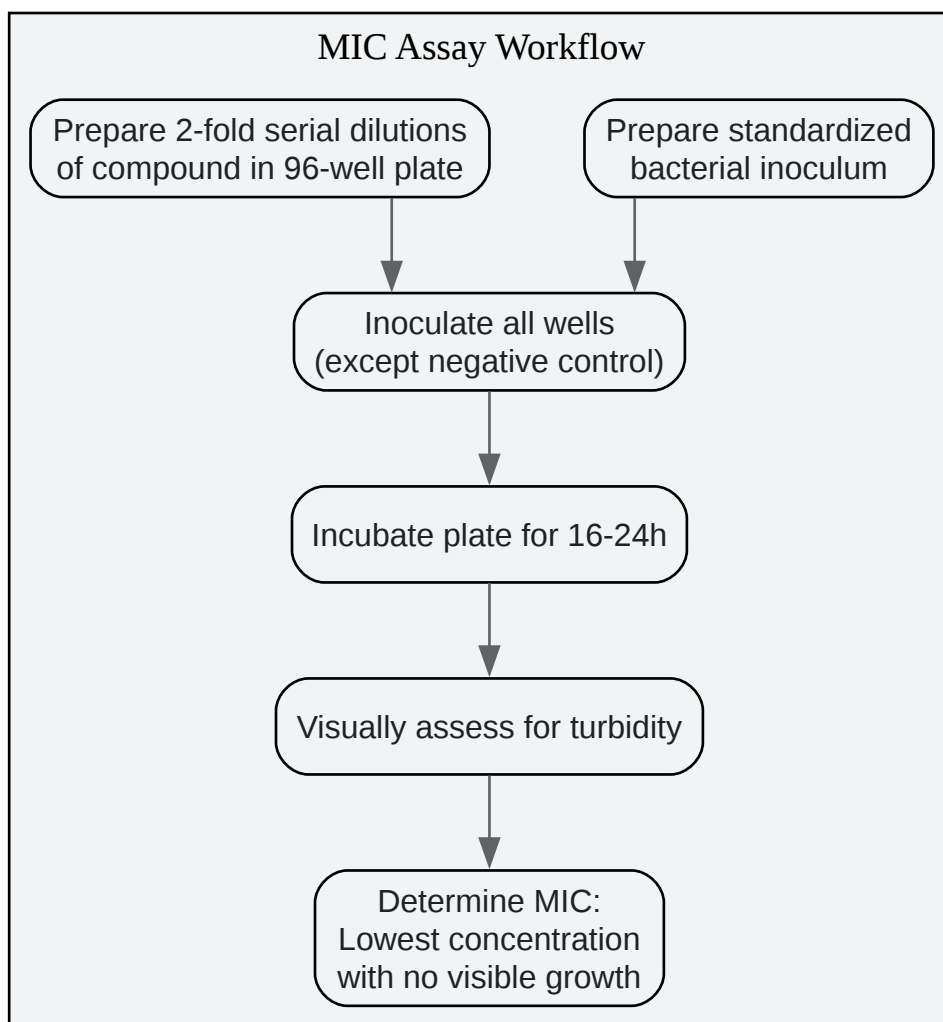 MIC Assay Workflow
Prepare 2-fold serial dilutions
of compound in 96-well plate
Prepare standardized
bacterial inoculum
Inoculate all wells
(except negative control)
Incubate plate for 16-24h
Visually assess for turbidity
Determine MIC:
Lowest concentration
with no visible growth